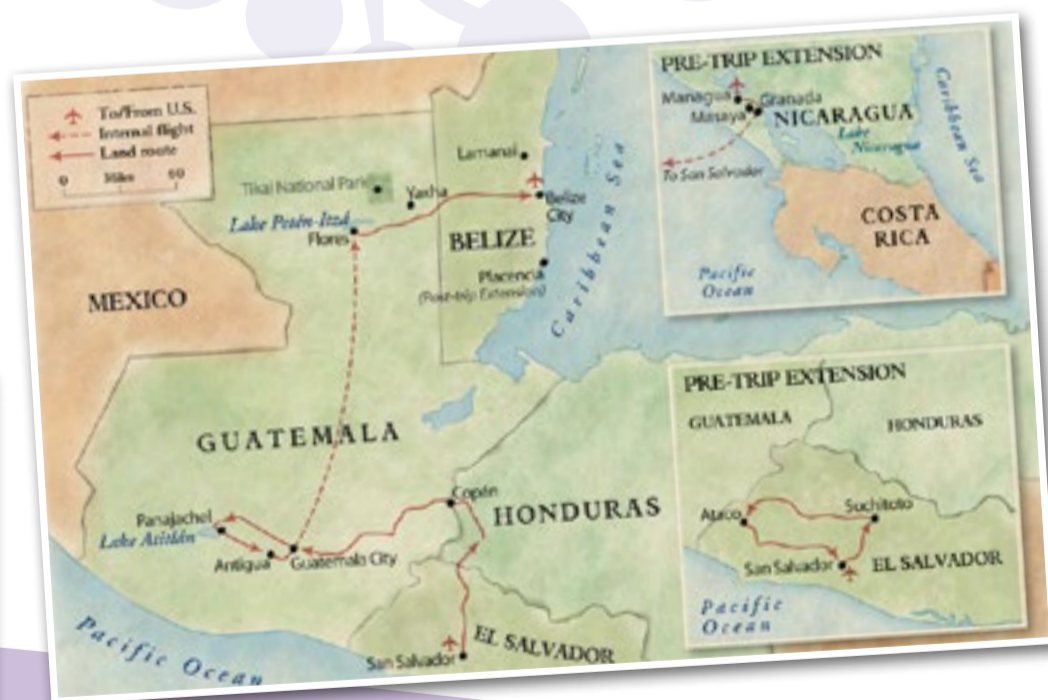 To/From U.S.
Internal flight
Land route
0 Miles 60
MEXICO
Tikal National Park
Lake Petén-Itzá
Flores
Yaxha
Lamanai
Belize
City
BELIZE
Placencia
(Post-trip Extension)
Caribbean Sea
GUATEMALA
Copán
HONDURAS
Panajachel
Lake Atitlán
Antigua
Guatemala City
Pacific Ocean
San Salvador
EL SALVADOR
PRE-TRIP EXTENSION
Managua
Granada
Masaya
NICARAGUA
Lake
Nicaragua
Caribbean Sea
To San Salvador
COSTA
RICA
Pacific
Ocean
PRE-TRIP EXTENSION
GUATEMALA
HONDURAS
Ataco
Suchitoto
San Salvador
EL SALVADOR
Pacific
Ocean